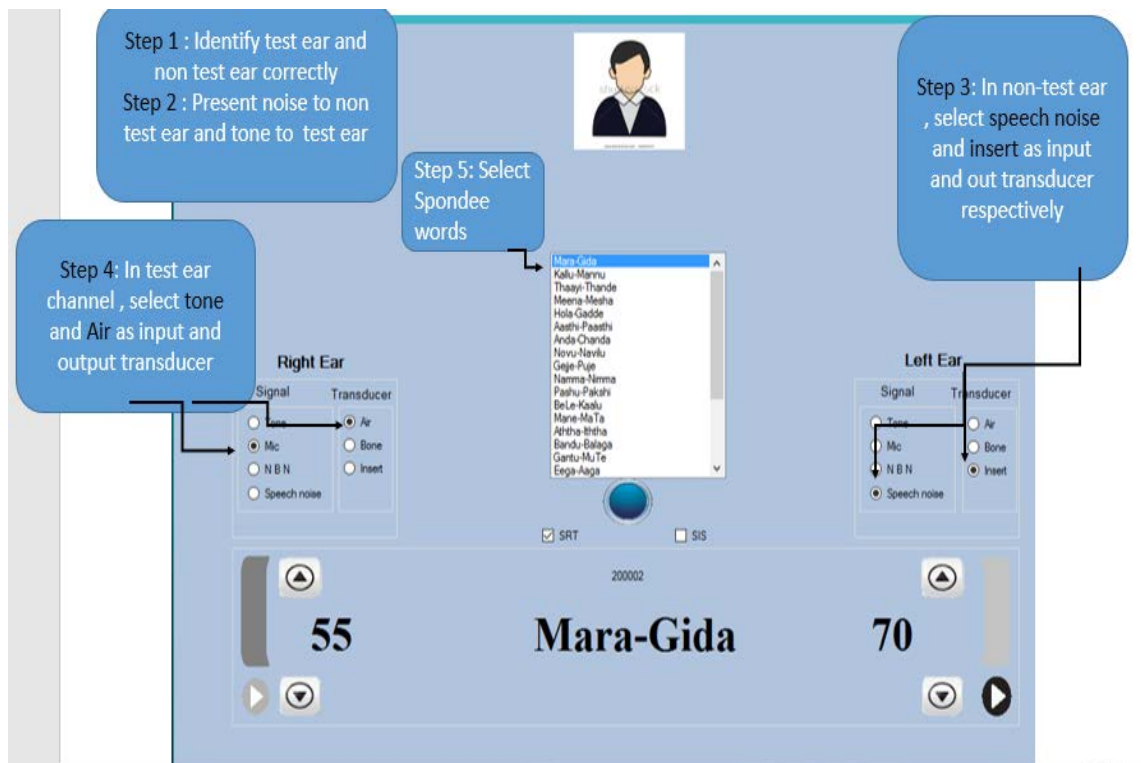 Step 1 : Identify test ear and
non test ear correctly
Step 2 : Present noise to non
test ear and tone to test ear
Step 3: In non-test ear
, select speech noise
and insert as input
and out transducer
respectively
Step 5: Select
Spondee
words
Step 4: In test ear
channel , select tone
and Air as input and
output transducer
Mara-Gida
Kallu-Mannu
Thaayi-Thande
Meena-Mesha
Hola-Gadde
Aasthi-Paasthi
Anda-Chanda
Novu-Navilu
Gejje-Puje
Namma-Nimma
Pashu-Pakshi
BeLe-Kaalu
Mane-MaTa
Aththa-Iththa
Bandu-Balaga
Gantu-MuTe
Eega-Aaga
Right Ear
Signal Transducer
Tone Air
Mic Bone
N B N Insert
Speech noise
Left Ear
Signal Transducer
Tone Air
Mic Bone
N B N Insert
Speech noise
SRT SIS
200002
55 Mara-Gida 70